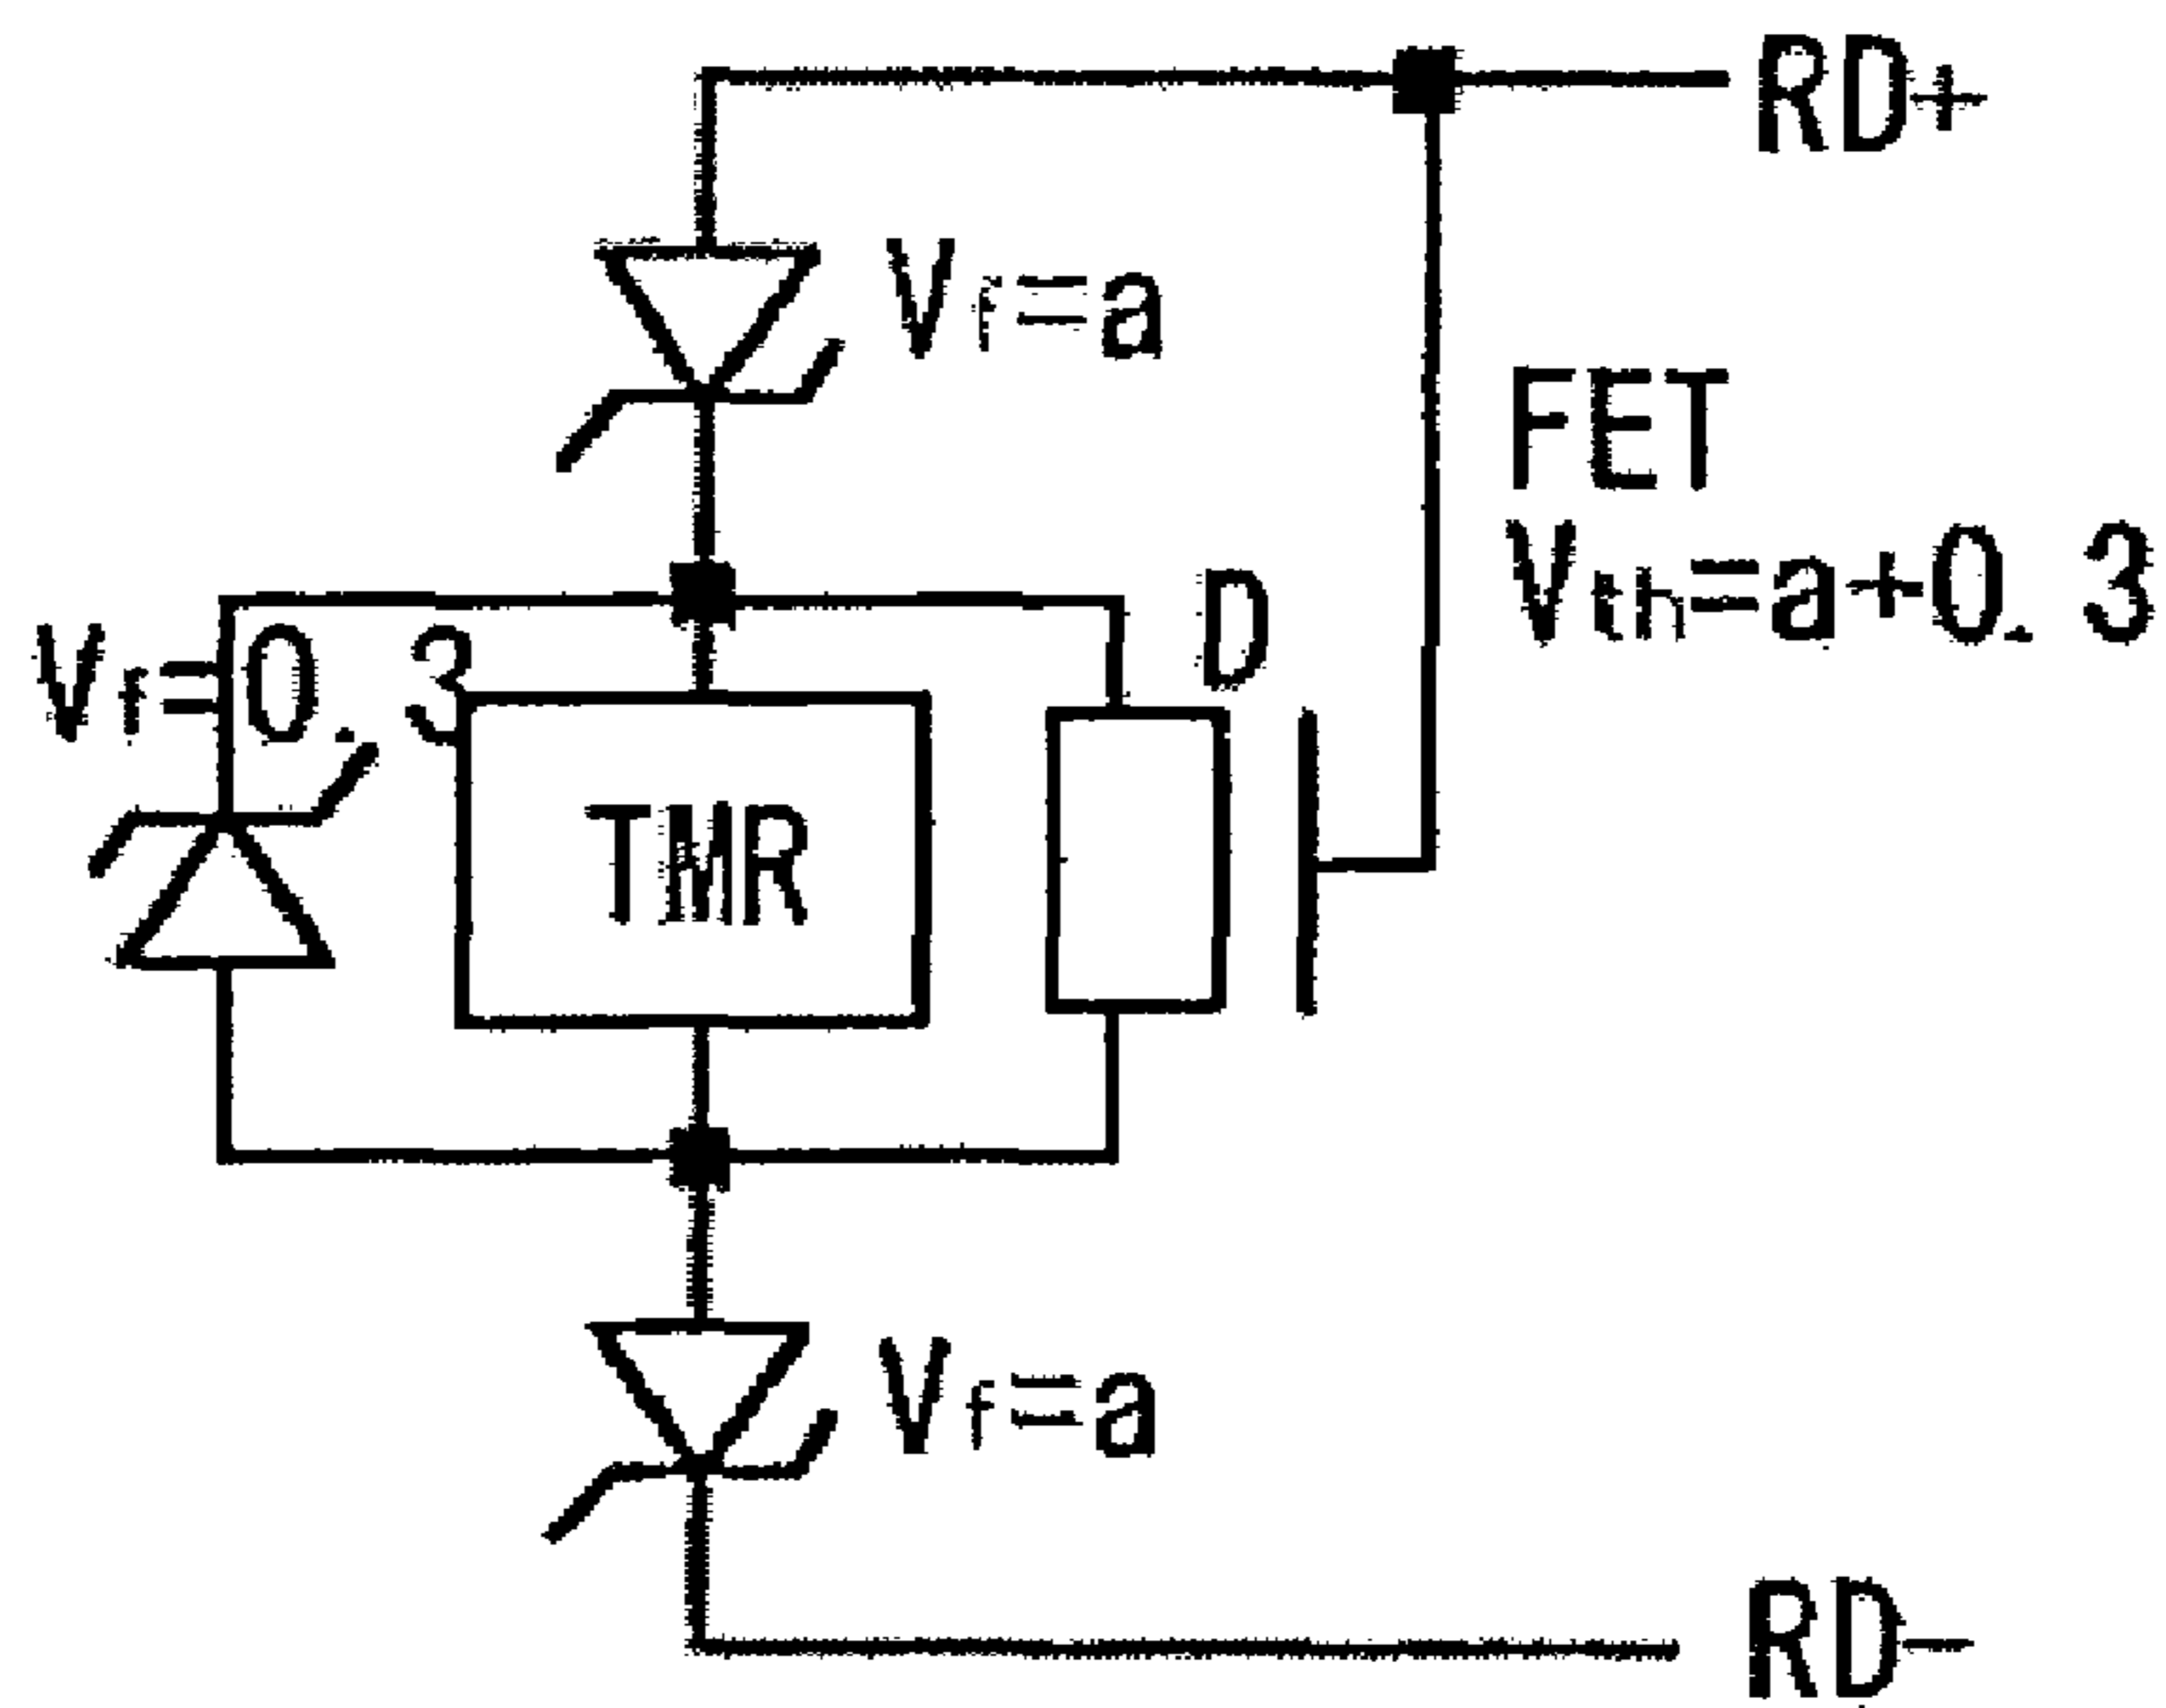 RD+
Vf=a
FET
Vth=a+0.3
D
Vf=0.3
TMR
Vf=a
RD-